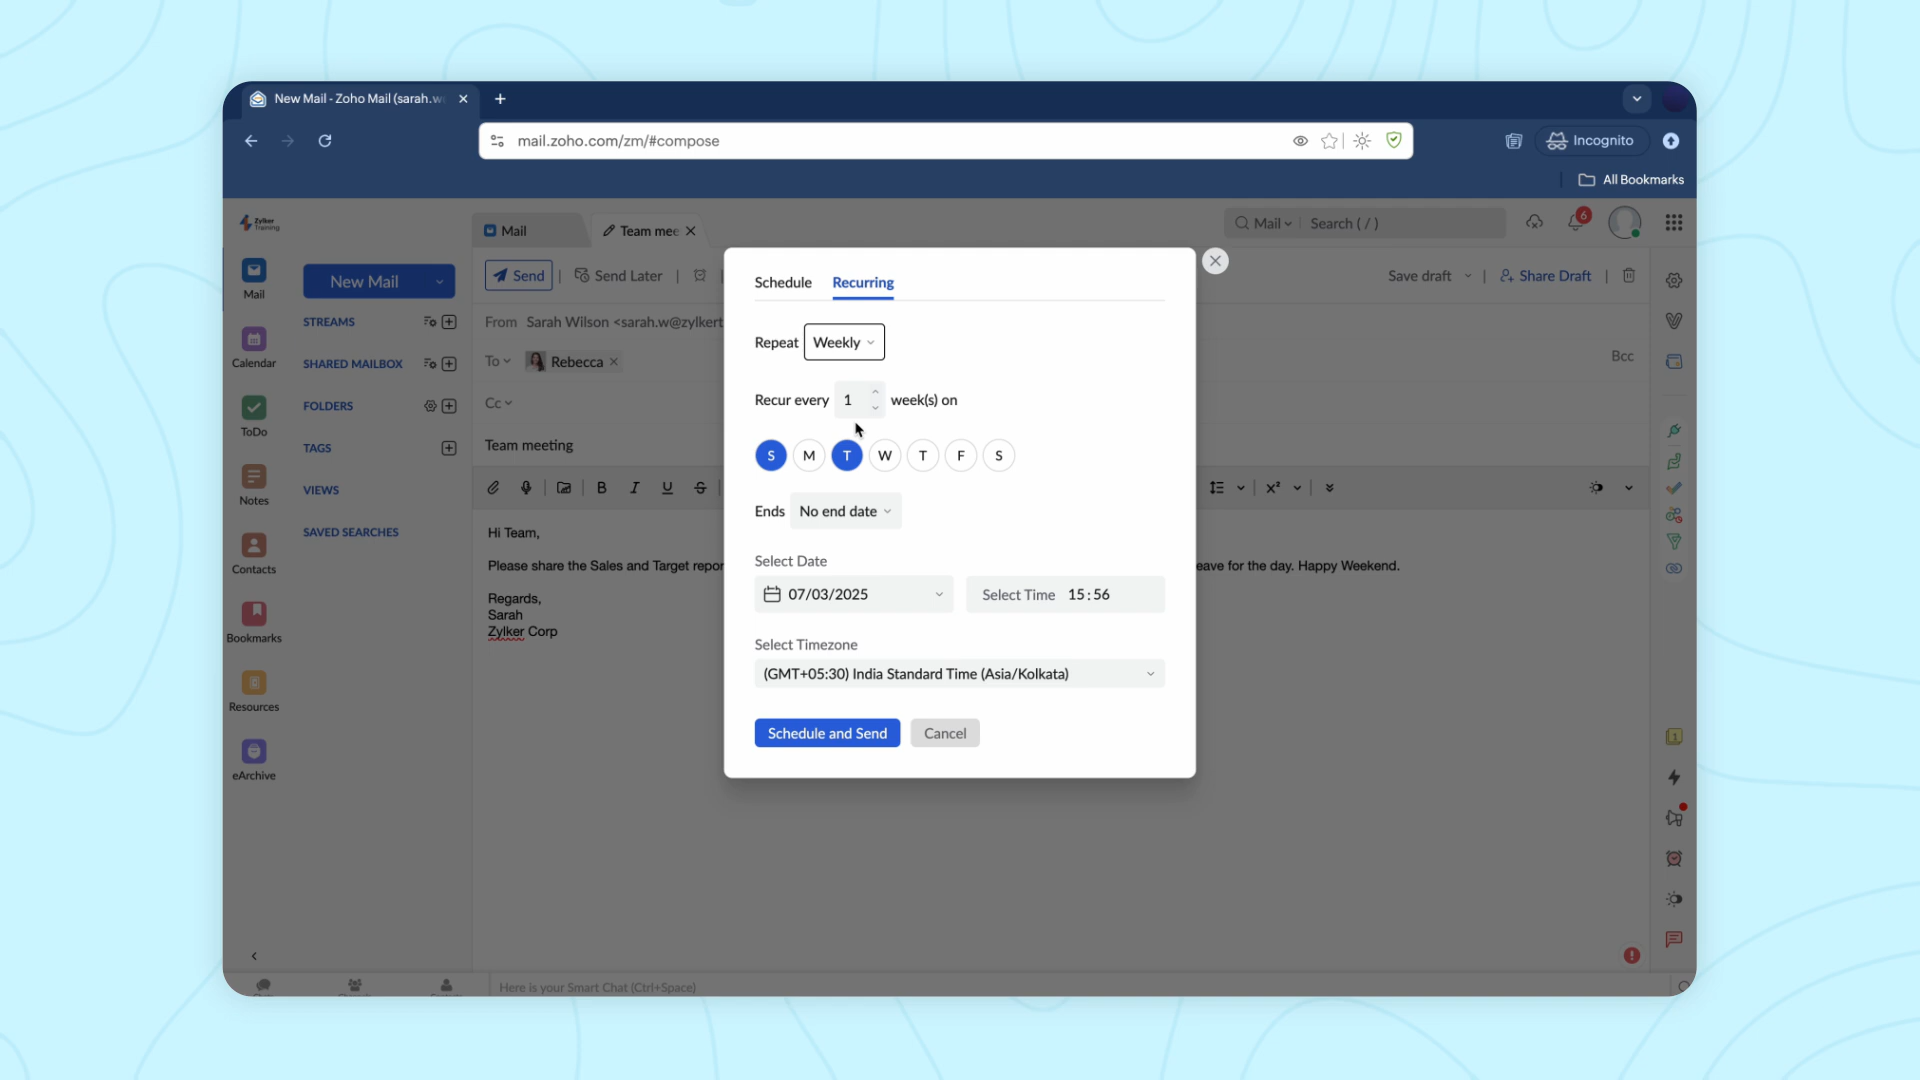 New Mail - Zoho Mail (sarah.w
mail.zoho.com/zm/#compose
Incognito
All Bookmarks
Zylker Training
Mail
Team mee
Mail
Search ( / )
6
Mail
Calendar
ToDo
Notes
Contacts
Bookmarks
Resources
eArchive
New Mail
STREAMS
SHARED MAILBOX
FOLDERS
TAGS
VIEWS
SAVED SEARCHES
Send
Send Later
Save draft
Share Draft
From Sarah Wilson <sarah.w@zylkert
To
Rebecca
Bcc
Cc
Team meeting
B I U S
X²
Hi Team,
Please share the Sales and Target repor
eave for the day. Happy Weekend.
Regards,
Sarah
Zylker Corp
Schedule
Recurring
Repeat Weekly
Recur every 1 week(s) on
S M T W T F S
Ends No end date
Select Date
07/03/2025
Select Time 15:56
Select Timezone
(GMT+05:30) India Standard Time (Asia/Kolkata)
Schedule and Send
Cancel
1
Here is your Smart Chat (Ctrl+Space)